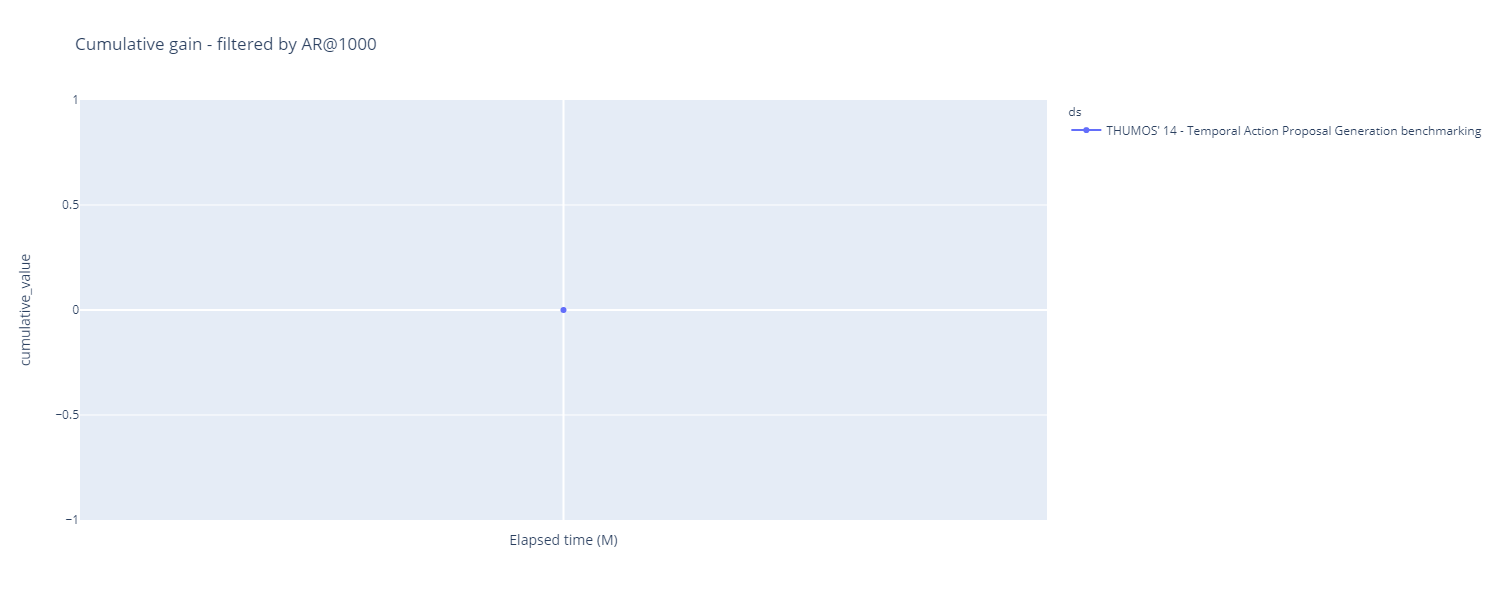 Cumulative gain - filtered by AR@1000
1
0.5
0
−0.5
−1
cumulative_value
Elapsed time (M)
ds
THUMOS' 14 - Temporal Action Proposal Generation benchmarking